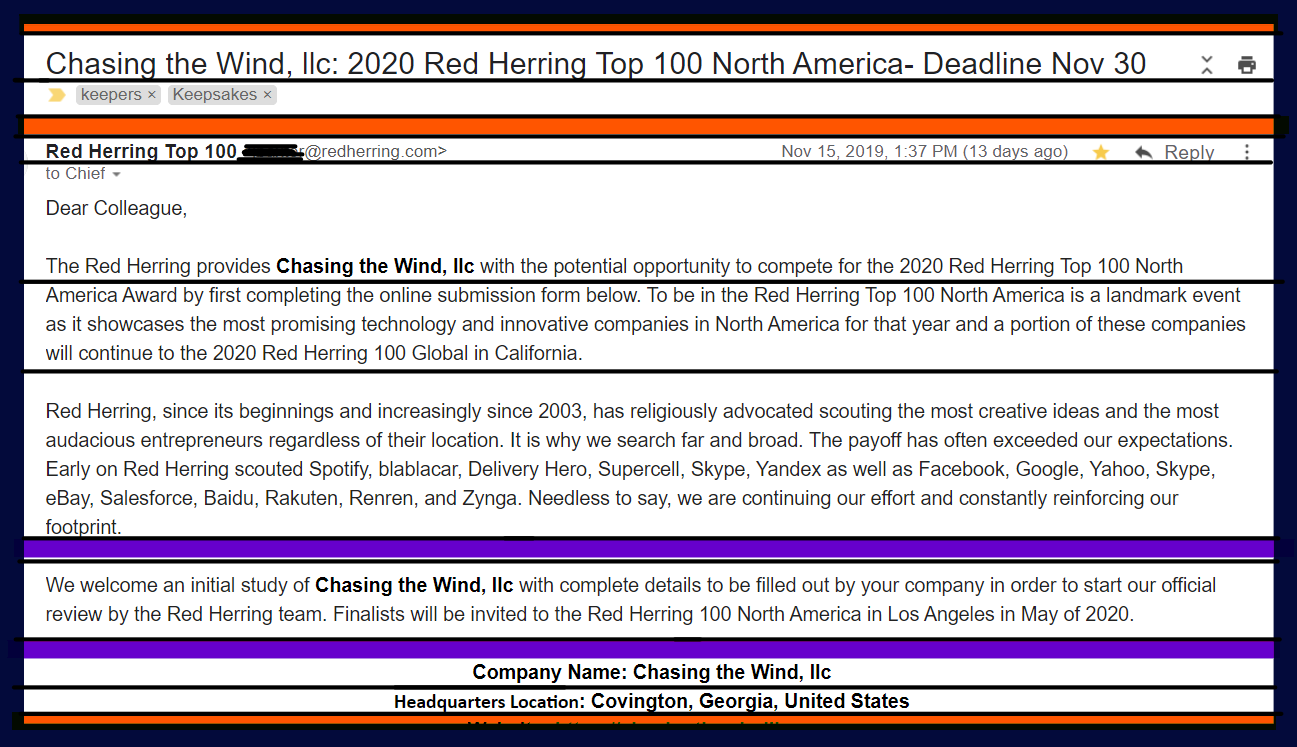 Chasing the Wind, llc: 2020 Red Herring Top 100 North America- Deadline Nov 30
keepers × Keepsakes ×
Red Herring Top 100 r@redherring.com> Nov 15, 2019, 1:37 PM (13 days ago) Reply
to Chief
Dear Colleague,
The Red Herring provides Chasing the Wind, llc with the potential opportunity to compete for the 2020 Red Herring Top 100 North
America Award by first completing the online submission form below. To be in the Red Herring Top 100 North America is a landmark event
as it showcases the most promising technology and innovative companies in North America for that year and a portion of these companies
will continue to the 2020 Red Herring 100 Global in California.
Red Herring, since its beginnings and increasingly since 2003, has religiously advocated scouting the most creative ideas and the most
audacious entrepreneurs regardless of their location. It is why we search far and broad. The payoff has often exceeded our expectations.
Early on Red Herring scouted Spotify, blablacar, Delivery Hero, Supercell, Skype, Yandex as well as Facebook, Google, Yahoo, Skype,
eBay, Salesforce, Baidu, Rakuten, Renren, and Zynga. Needless to say, we are continuing our effort and constantly reinforcing our
footprint.
We welcome an initial study of Chasing the Wind, llc with complete details to be filled out by your company in order to start our official
review by the Red Herring team. Finalists will be invited to the Red Herring 100 North America in Los Angeles in May of 2020.
Company Name: Chasing the Wind, llc
Headquarters Location: Covington, Georgia, United States